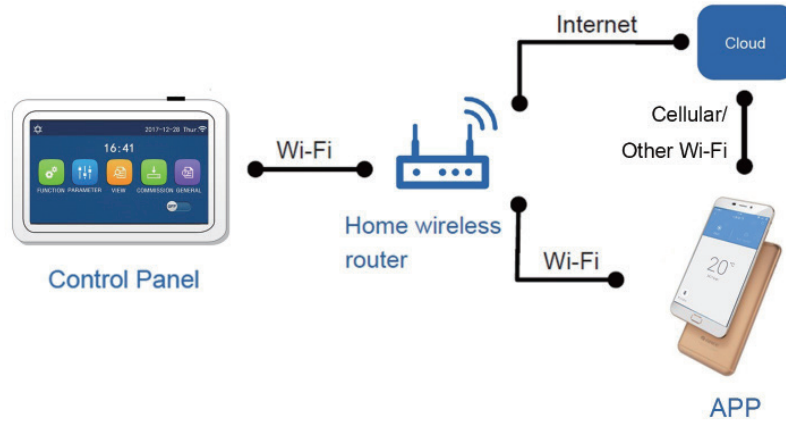 Internet
Cloud
Cellular/
Other Wi-Fi
2017-12-28 Thur.
16:41
FUNCTION PARAMETER VIEW COMMISSION GENERAL
OFF
Wi-Fi
Home wireless
router
Control Panel
Wi-Fi
20°
APP